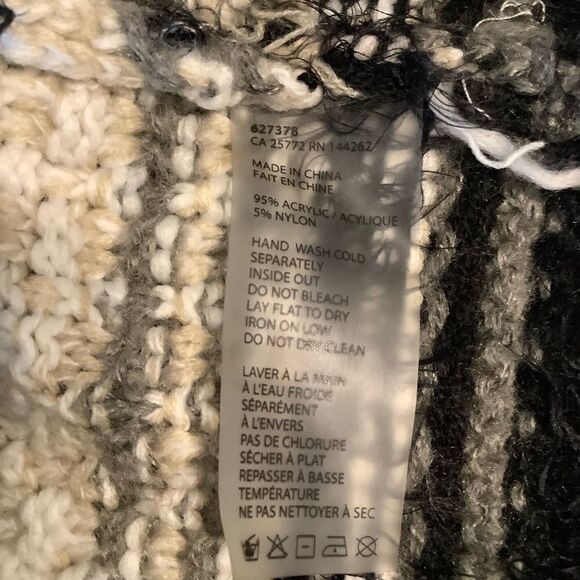 627378
CA 25772 RN 144262
MADE IN CHINA
FAIT EN CHINE
95% ACRYLIC / ACYLIQUE
5% NYLON
HAND WASH COLD
SEPARATELY
INSIDE OUT
DO NOT BLEACH
LAY FLAT TO DRY
IRON ON LOW
DO NOT DRY CLEAN
LAVER À LA MAIN
À L'EAU FROIDE
SÉPARÉMENT
À L'ENVERS
PAS DE CHLORURE
SÉCHER À PLAT
REPASSER À BASSE
TEMPÉRATURE
NE PAS NETTOYER À SEC